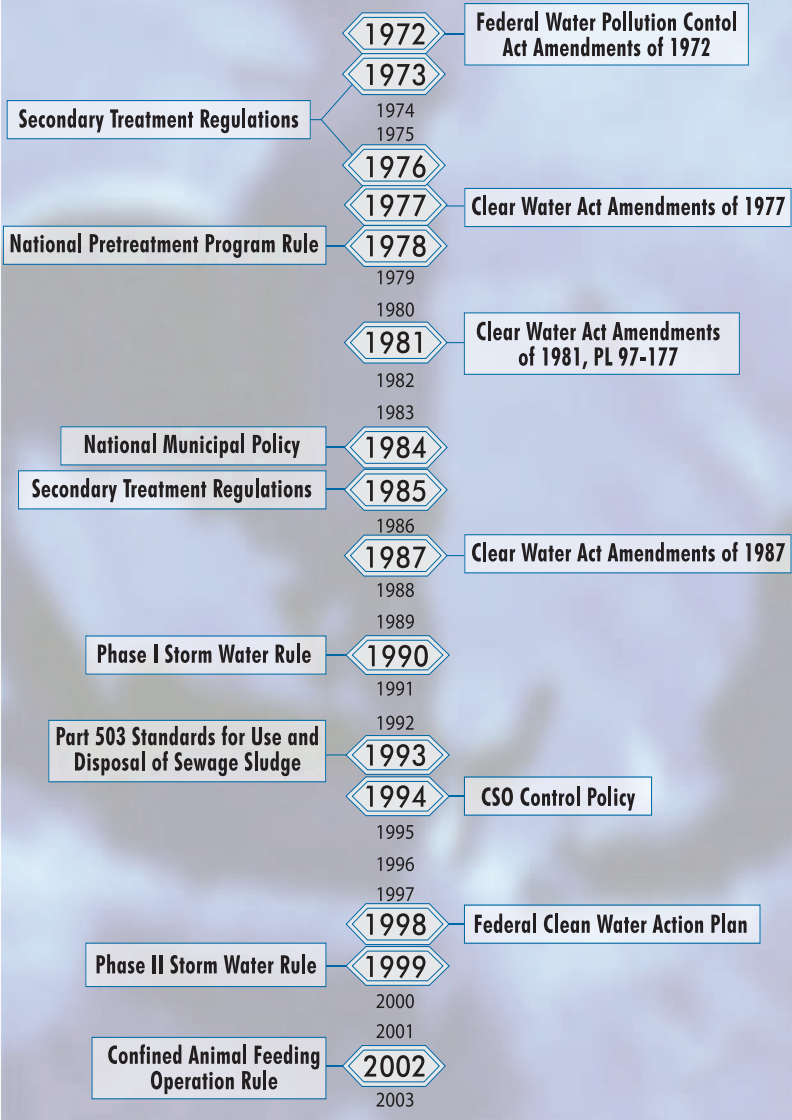 1972
Federal Water Pollution Contol
Act Amendments of 1972
1973
Secondary Treatment Regulations
1974
1975
1976
1977
Clear Water Act Amendments of 1977
National Pretreatment Program Rule
1978
1979
1980
1981
Clear Water Act Amendments
of 1981, PL 97-177
1982
1983
National Municipal Policy
1984
Secondary Treatment Regulations
1985
1986
1987
Clear Water Act Amendments of 1987
1988
1989
Phase I Storm Water Rule
1990
1991
1992
Part 503 Standards for Use and
Disposal of Sewage Sludge
1993
1994
CSO Control Policy
1995
1996
1997
1998
Federal Clean Water Action Plan
Phase II Storm Water Rule
1999
2000
2001
Confined Animal Feeding
Operation Rule
2002
2003